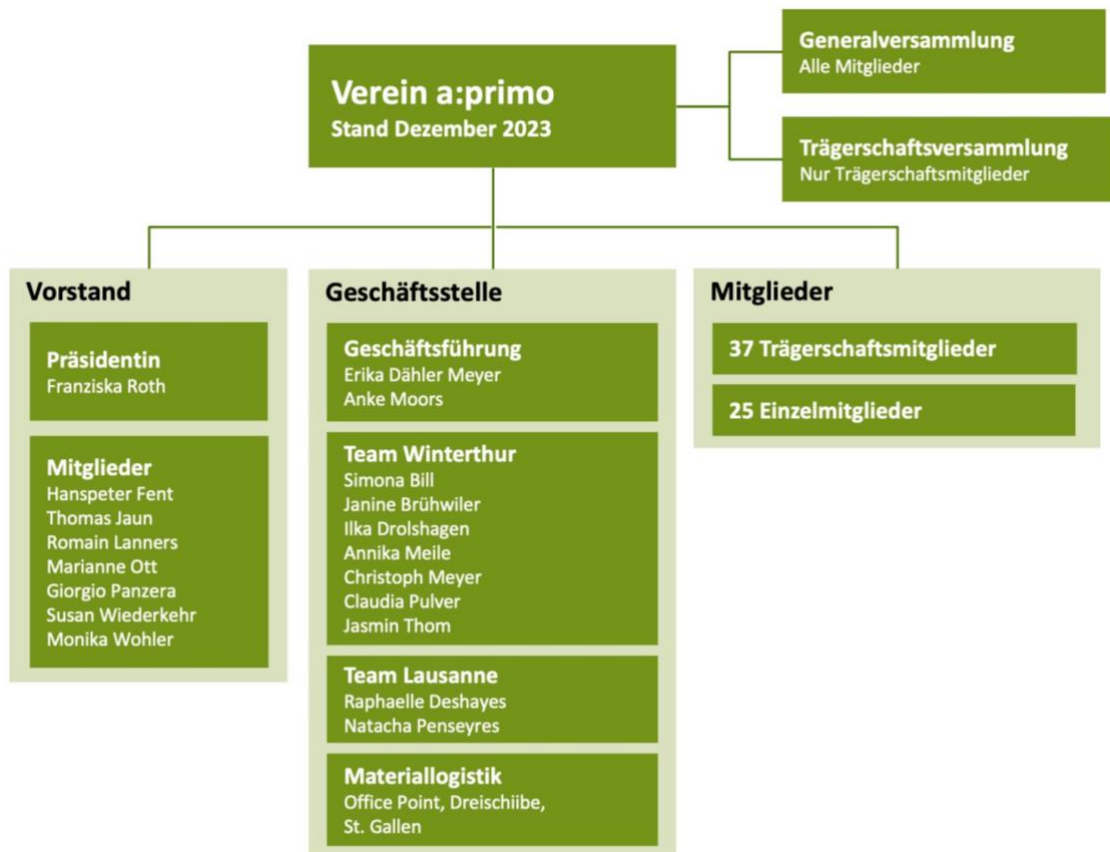 Verein a:primo
Stand Dezember 2023
Generalversammlung
Alle Mitglieder
Trägerschaftsversammlung
Nur Trägerschaftsmitglieder
Vorstand
Präsidentin
Franziska Roth
Mitglieder
Hanspeter Fent
Thomas Jaun
Romain Lanners
Marianne Ott
Giorgio Panzera
Susan Wiederkehr
Monika Wohler
Geschäftsstelle
Geschäftsführung
Erika Dähler Meyer
Anke Moors
Team Winterthur
Simona Bill
Janine Brühwiler
Ilka Drolshagen
Annika Meile
Christoph Meyer
Claudia Pulver
Jasmin Thom
Team Lausanne
Raphaelle Deshayes
Natacha Penseyres
Materiallogistik
Office Point, Dreischiibe,
St. Gallen
Mitglieder
37 Trägerschaftsmitglieder
25 Einzelmitglieder